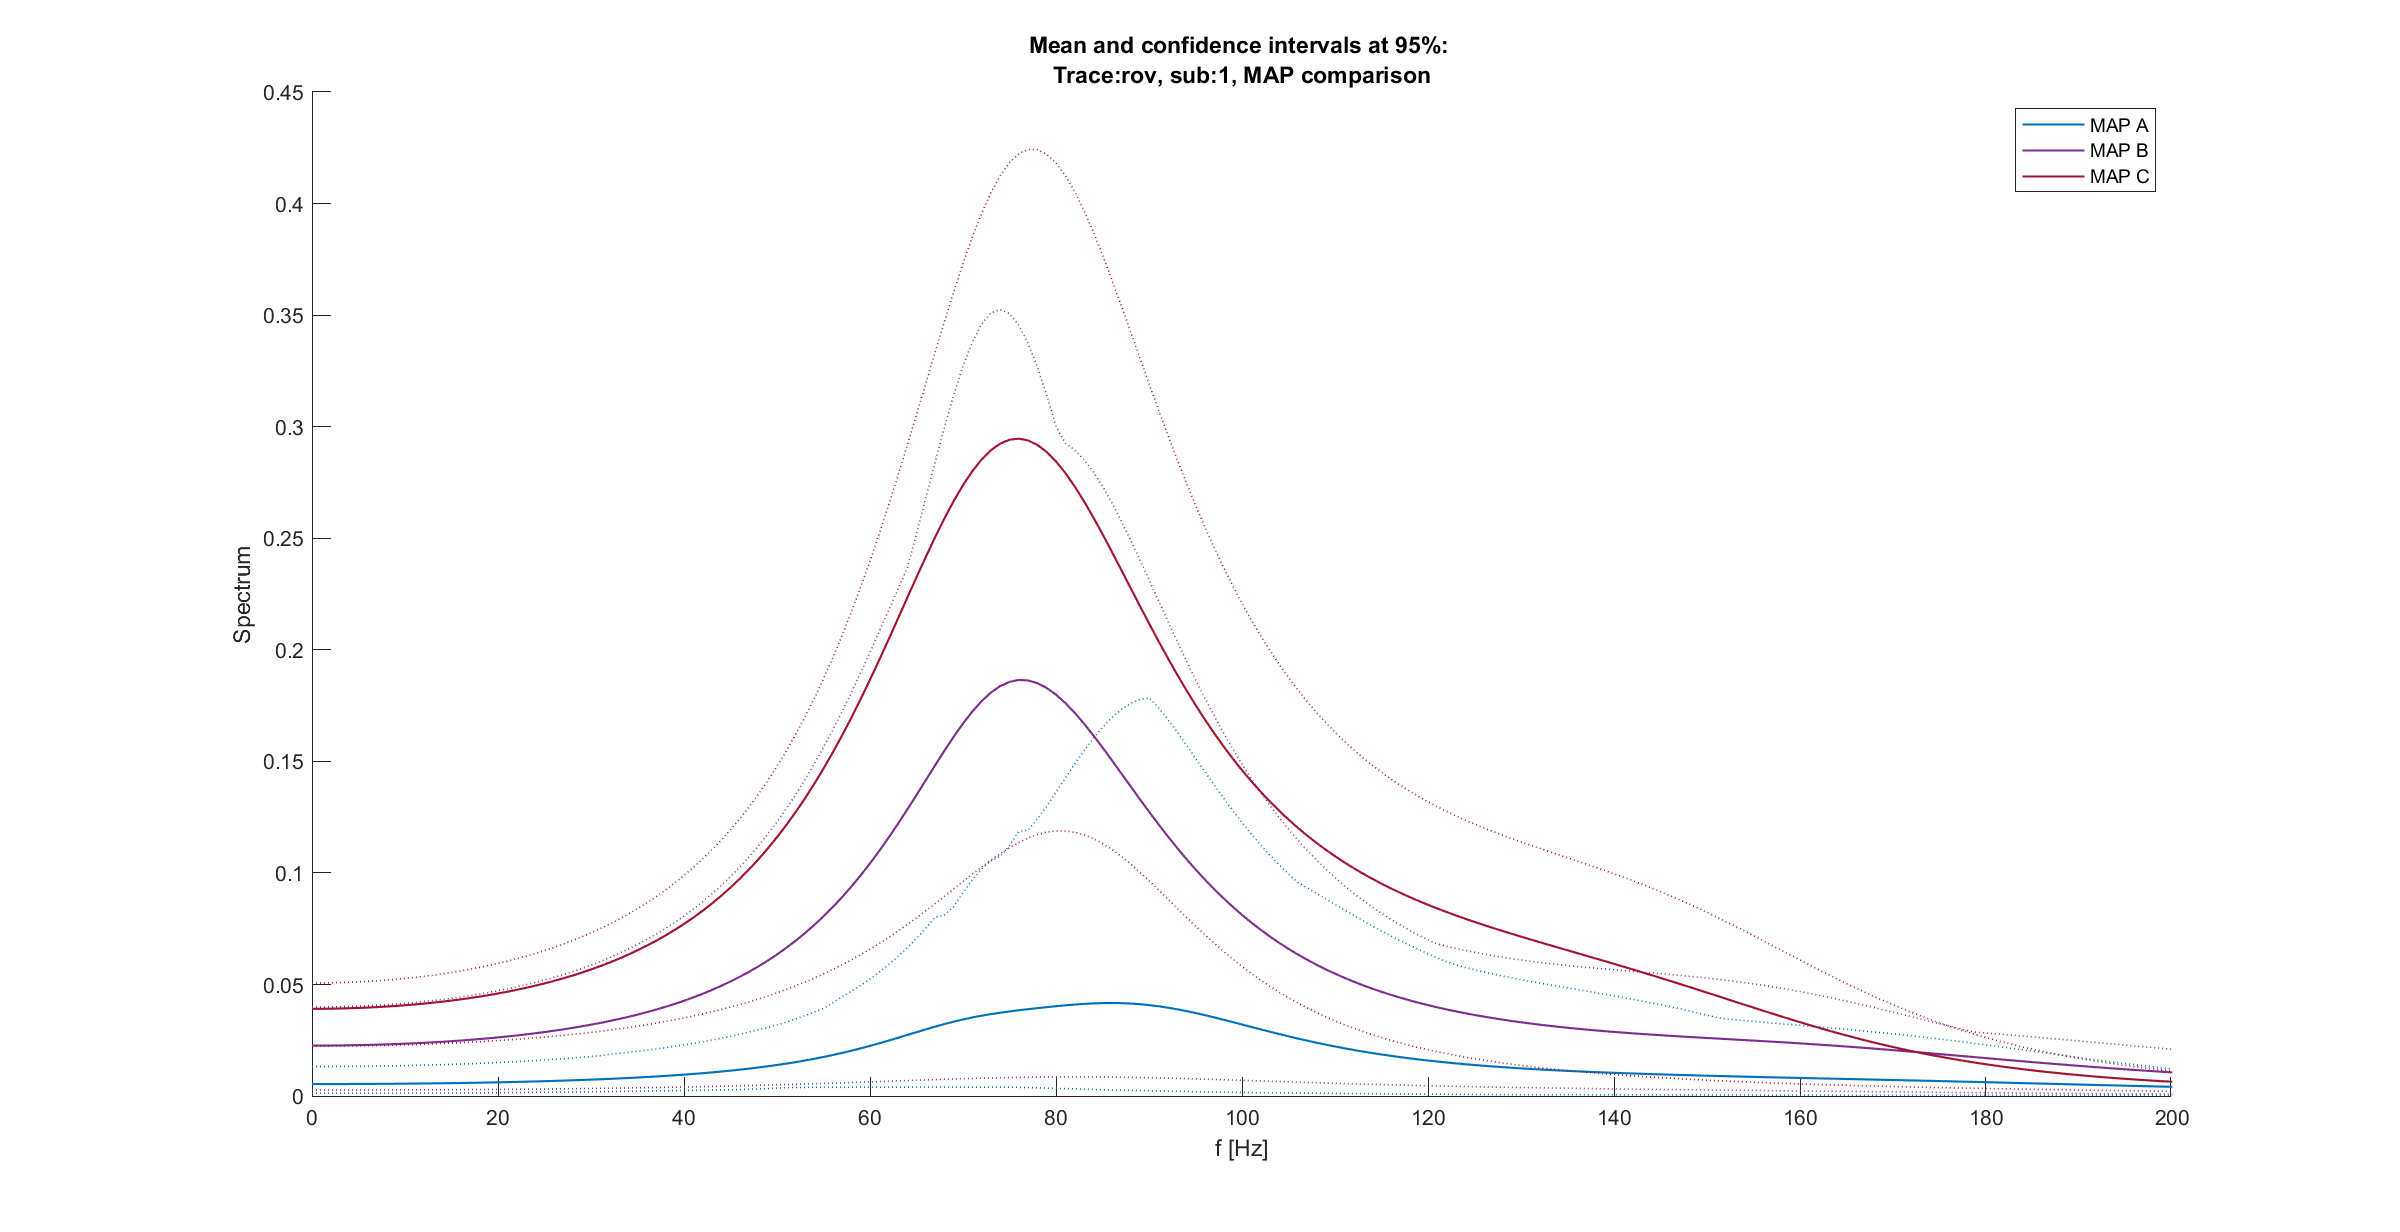 Mean and confidence intervals at 95%:
Trace:rov, sub:1, MAP comparison
MAP A
MAP B
MAP C
Spectrum
0.45
0.4
0.35
0.3
0.25
0.2
0.15
0.1
0.05
0
0 20 40 60 80 100 120 140 160 180 200
f [Hz]